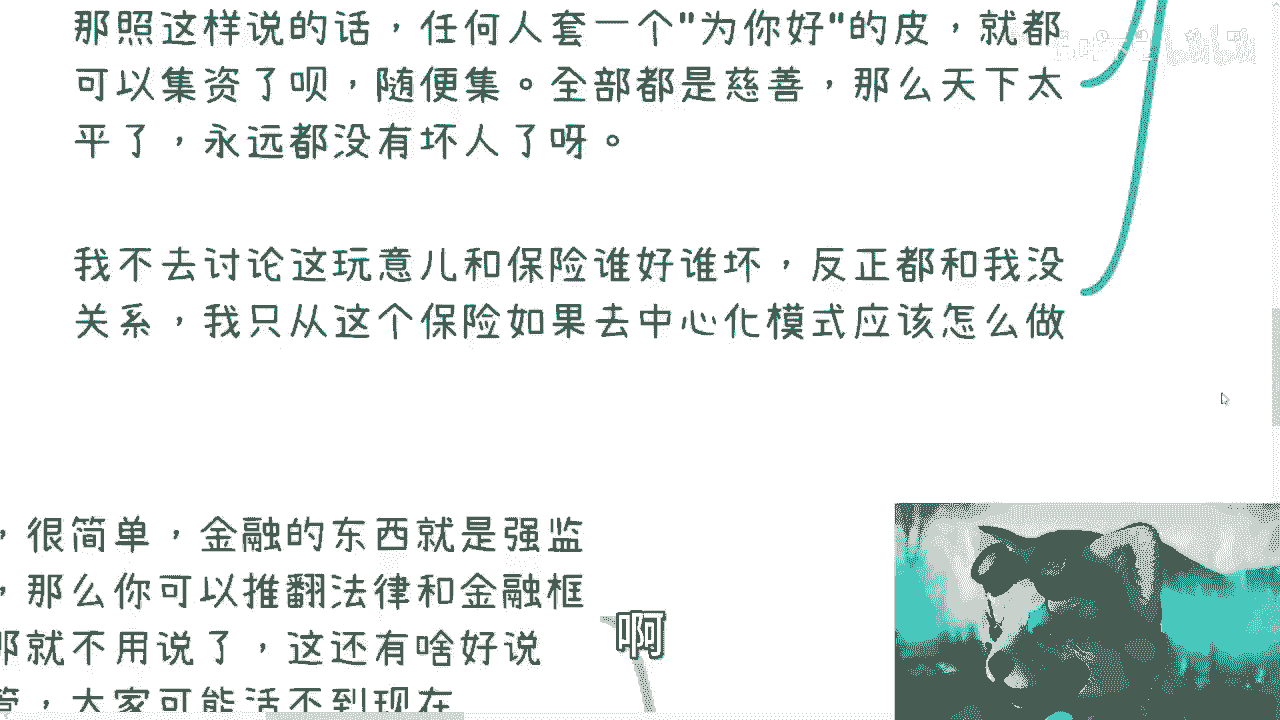 那照这样说的话，任何人套一个"为你好"的皮，就都
可以集资了呗，随便集。全部都是慈善，那么天下太
平了，永远都没有坏人了呀。
我不去讨论这玩意儿和保险谁好谁坏，反正都和我没
关系，我只从这个保险如果去中心化模式应该怎么做
，很简单，金融的东西就是强监
，那么你可以推翻法律和金融框
那就不用说了，这还有啥好说
管，大家可能活不到现在
啊